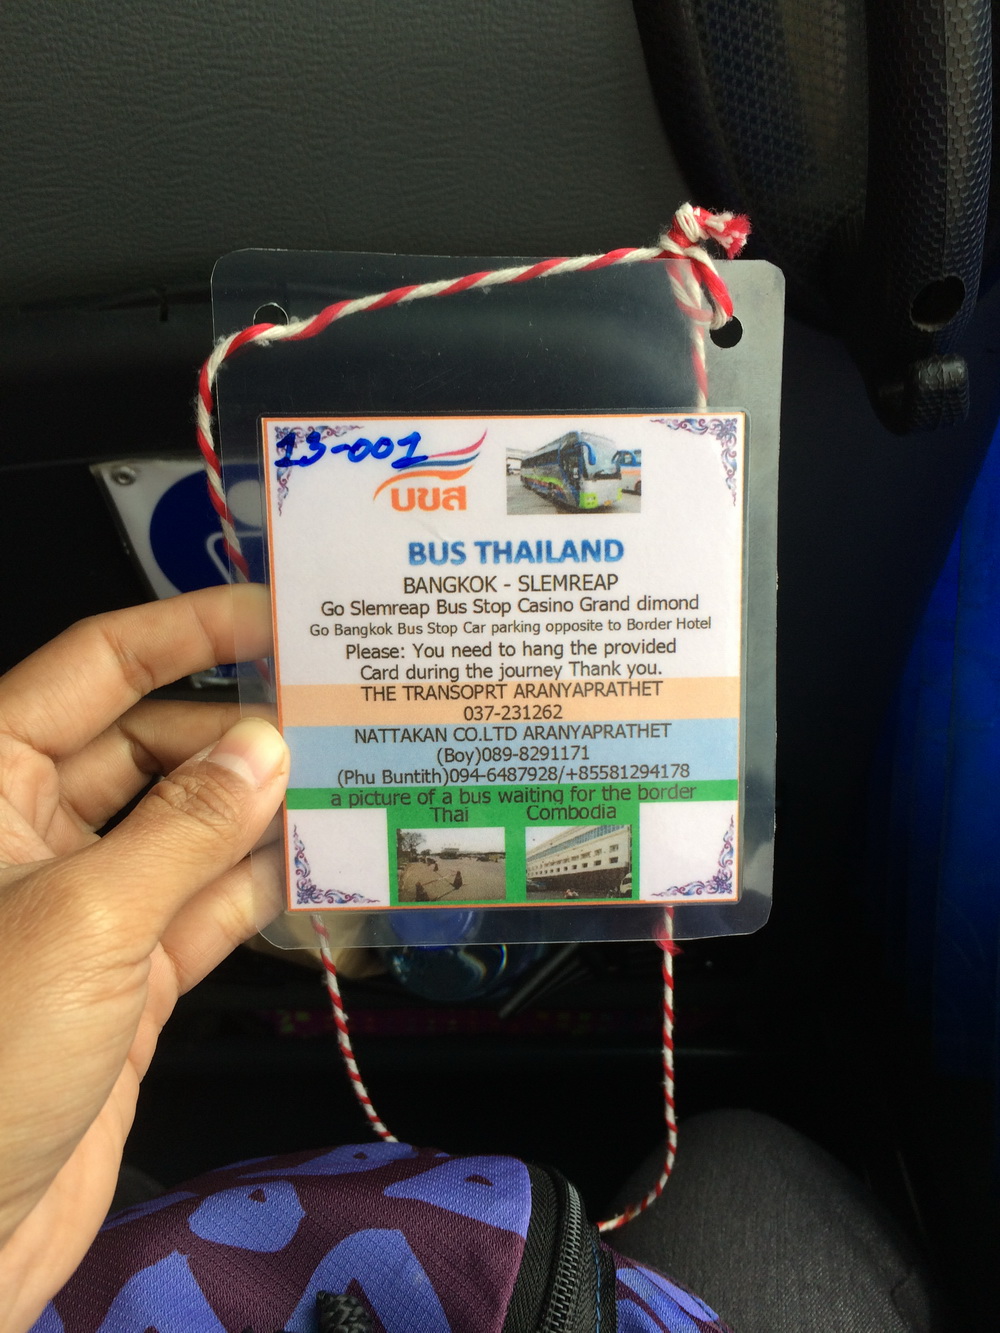 13-001
บขส
BUS THAILAND
BANGKOK - SLEMREAP
Go Slemreap Bus Stop Casino Grand dimond
Go Bangkok Bus Stop Car parking opposite to Border Hotel
Please: You need to hang the provided
Card during the journey Thank you.
THE TRANSOPRT ARANYAPRATHET
037-231262
NATTAKAN CO.LTD ARANYAPRATHET
(Boy)089-8291171
(Phu Buntith)094-6487928/+85581294178
a picture of a bus waiting for the border
Thai Combodia